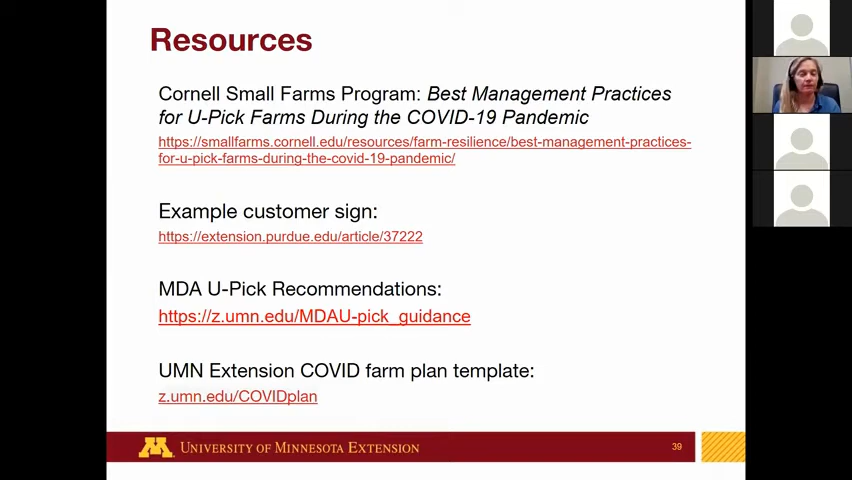 Resources
Cornell Small Farms Program: Best Management Practices
for U-Pick Farms During the COVID-19 Pandemic
https://smallfarms.cornell.edu/resources/farm-resilience/best-management-practices-
for-u-pick-farms-during-the-covid-19-pandemic/
Example customer sign:
https://extension.purdue.edu/article/37222
MDA U-Pick Recommendations:
https://z.umn.edu/MDAU-pick_guidance
UMN Extension COVID farm plan template:
z.umn.edu/COVIDplan
M UNIVERSITY OF MINNESOTA EXTENSION
39